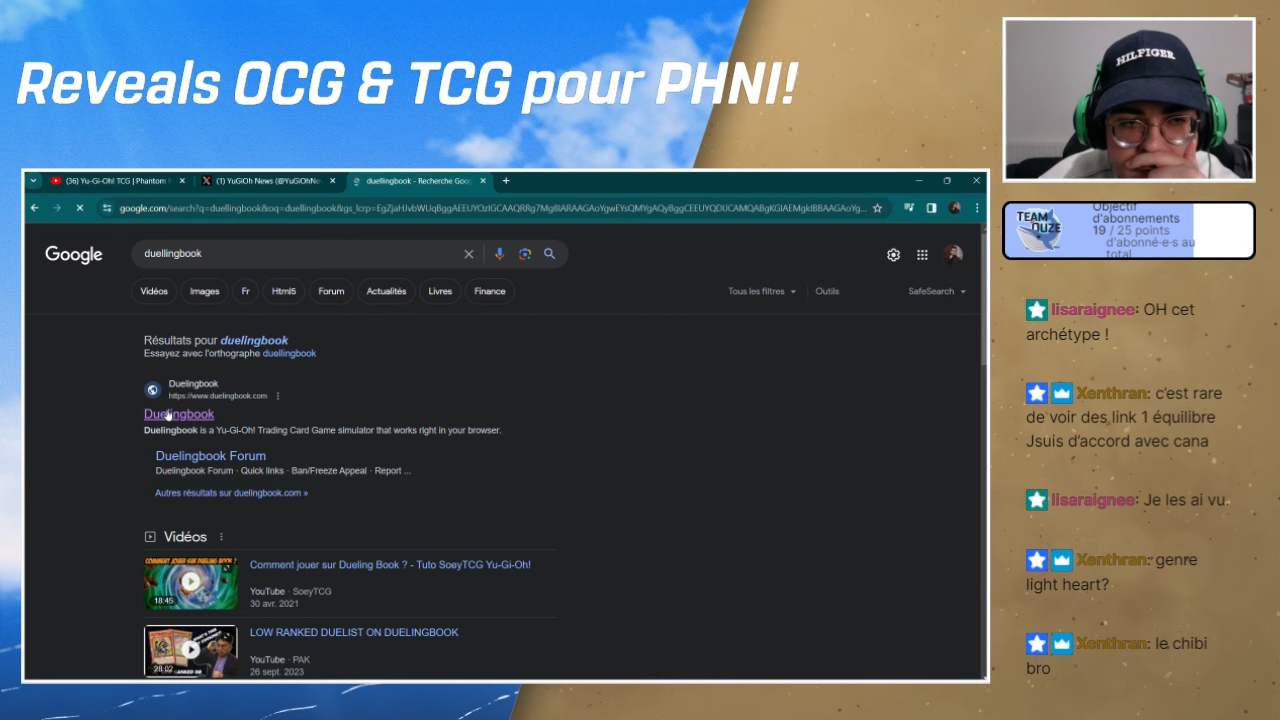 Reveals OCG & TCG pour PHNI!
HILFIGER
(36) Yu-Gi-Oh! TCG | Phantom
(1) YuGiOh News (@YuGiOhNe
duellingbook - Recherche Goo
google.com/search?q=duellingbook&oq=duellingbook&gs_lcrp=
Google
duellingbook
Vidéos
Images
Fr
Html5
Forum
Actualités
Livres
Finance
Tous les filtres
Outils
SafeSearch
Résultats pour duelingbook
Essayez avec l'orthographe duellingbook
Duelingbook
https://www.duelingbook.com
Duelingbook
Duelingbook is a Yu-Gi-Oh! Trading Card Game simulator that works right in your browser.
Duelingbook Forum
Duelingbook Forum · Quick links · Ban/Freeze Appeal · Report ...
Autres résultats sur duelingbook.com »
Vidéos
COMMENT JOUER SUR DUELING BOOK ?
18:45
Comment jouer sur Dueling Book ? - Tuto SoeyTCG Yu-Gi-Oh!
YouTube · SoeyTCG
30 avr. 2021
28:02
LOW RANKED DUELIST ON DUELINGBOOK
YouTube · PAK
26 sept. 2023
TEAM
OUZE
Objectif
d'abonnements
19 / 25 points
d'abonné·e·s au
total
lisaraignee: OH cet
archétype !
Xenthran: c'est rare
de voir des link 1 équilibre
Jsuis d'accord avec cana
lisaraignee: Je les ai vu.
Xenthran: genre
light heart?
Xenthran: le chibi
bro